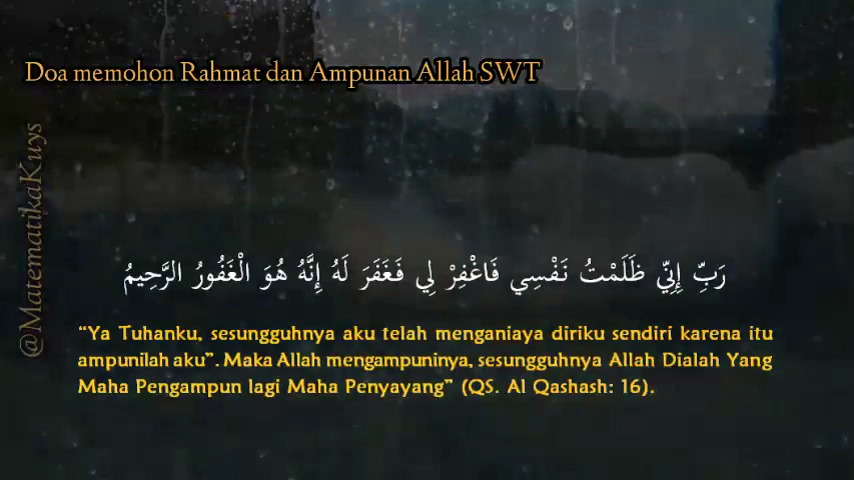 Doa memohon Rahmat dan Ampunan Allah SWT
@MatematikaKuys
رَبِّ إِنِّي ظَلَمْتُ نَفْسِي فَاغْفِرْ لِي فَغَفَرَ لَهُ إِنَّهُ هُوَ الْغَفُورُ الرَّحِيمُ
“Ya Tuhanku, sesungguhnya aku telah menganiaya diriku sendiri karena itu
ampunilah aku”. Maka Allah mengampuninya, sesungguhnya Allah Dialah Yang
Maha Pengampun lagi Maha Penyayang” (QS. Al Qashash: 16).